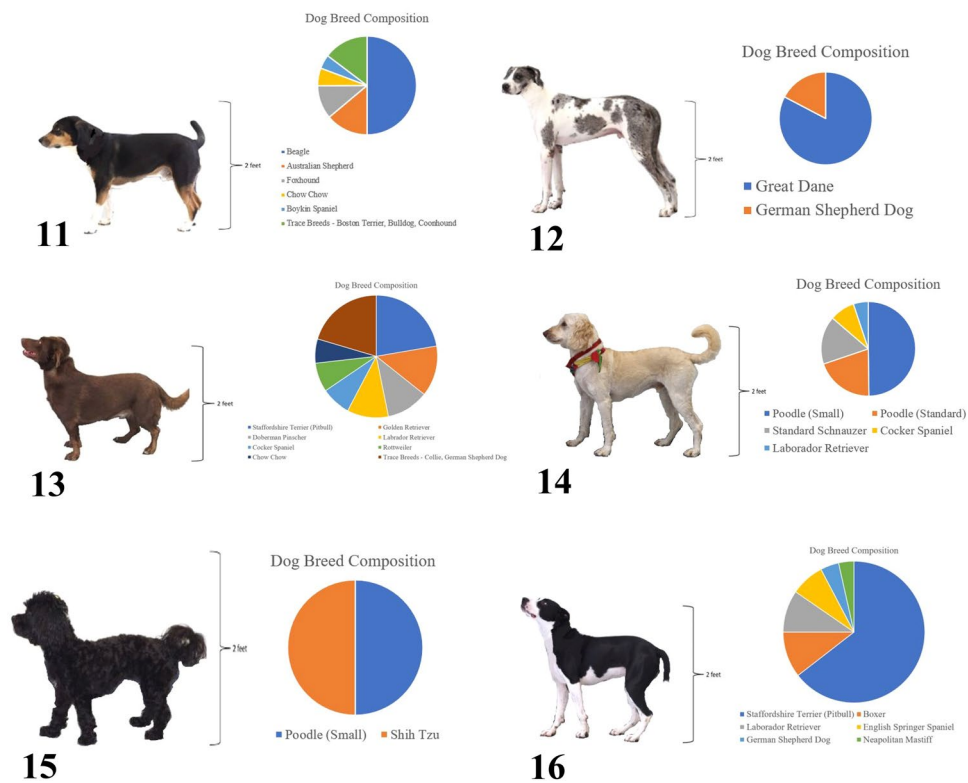 Dog Breed Composition
2 feet
Beagle
Australian Shepherd
Foxhound
Chow Chow
Boykin Spaniel
Trace Breeds - Boston Terrier, Bulldog, Coonhound
11
Dog Breed Composition
2 feet
Great Dane
German Shepherd Dog
12
Dog Breed Composition
2 feet
Staffordshire Terrier (Pitbull) Golden Retriever
Doberman Pinscher Labrador Retriever
Cocker Spaniel Rottweiler
Chow Chow Trace Breeds - Collie, German Shepherd Dog
13
Dog Breed Composition
2 feet
Poodle (Small) Poodle (Standard)
Standard Schnauzer Cocker Spaniel
Laborador Retriever
14
Dog Breed Composition
2 feet
Poodle (Small) Shih Tzu
15
Dog Breed Composition
2 feet
Staffordshire Terrier (Pitbull) Boxer
Laborador Retriever English Springer Spaniel
German Shepherd Dog Neapolitan Mastiff
16